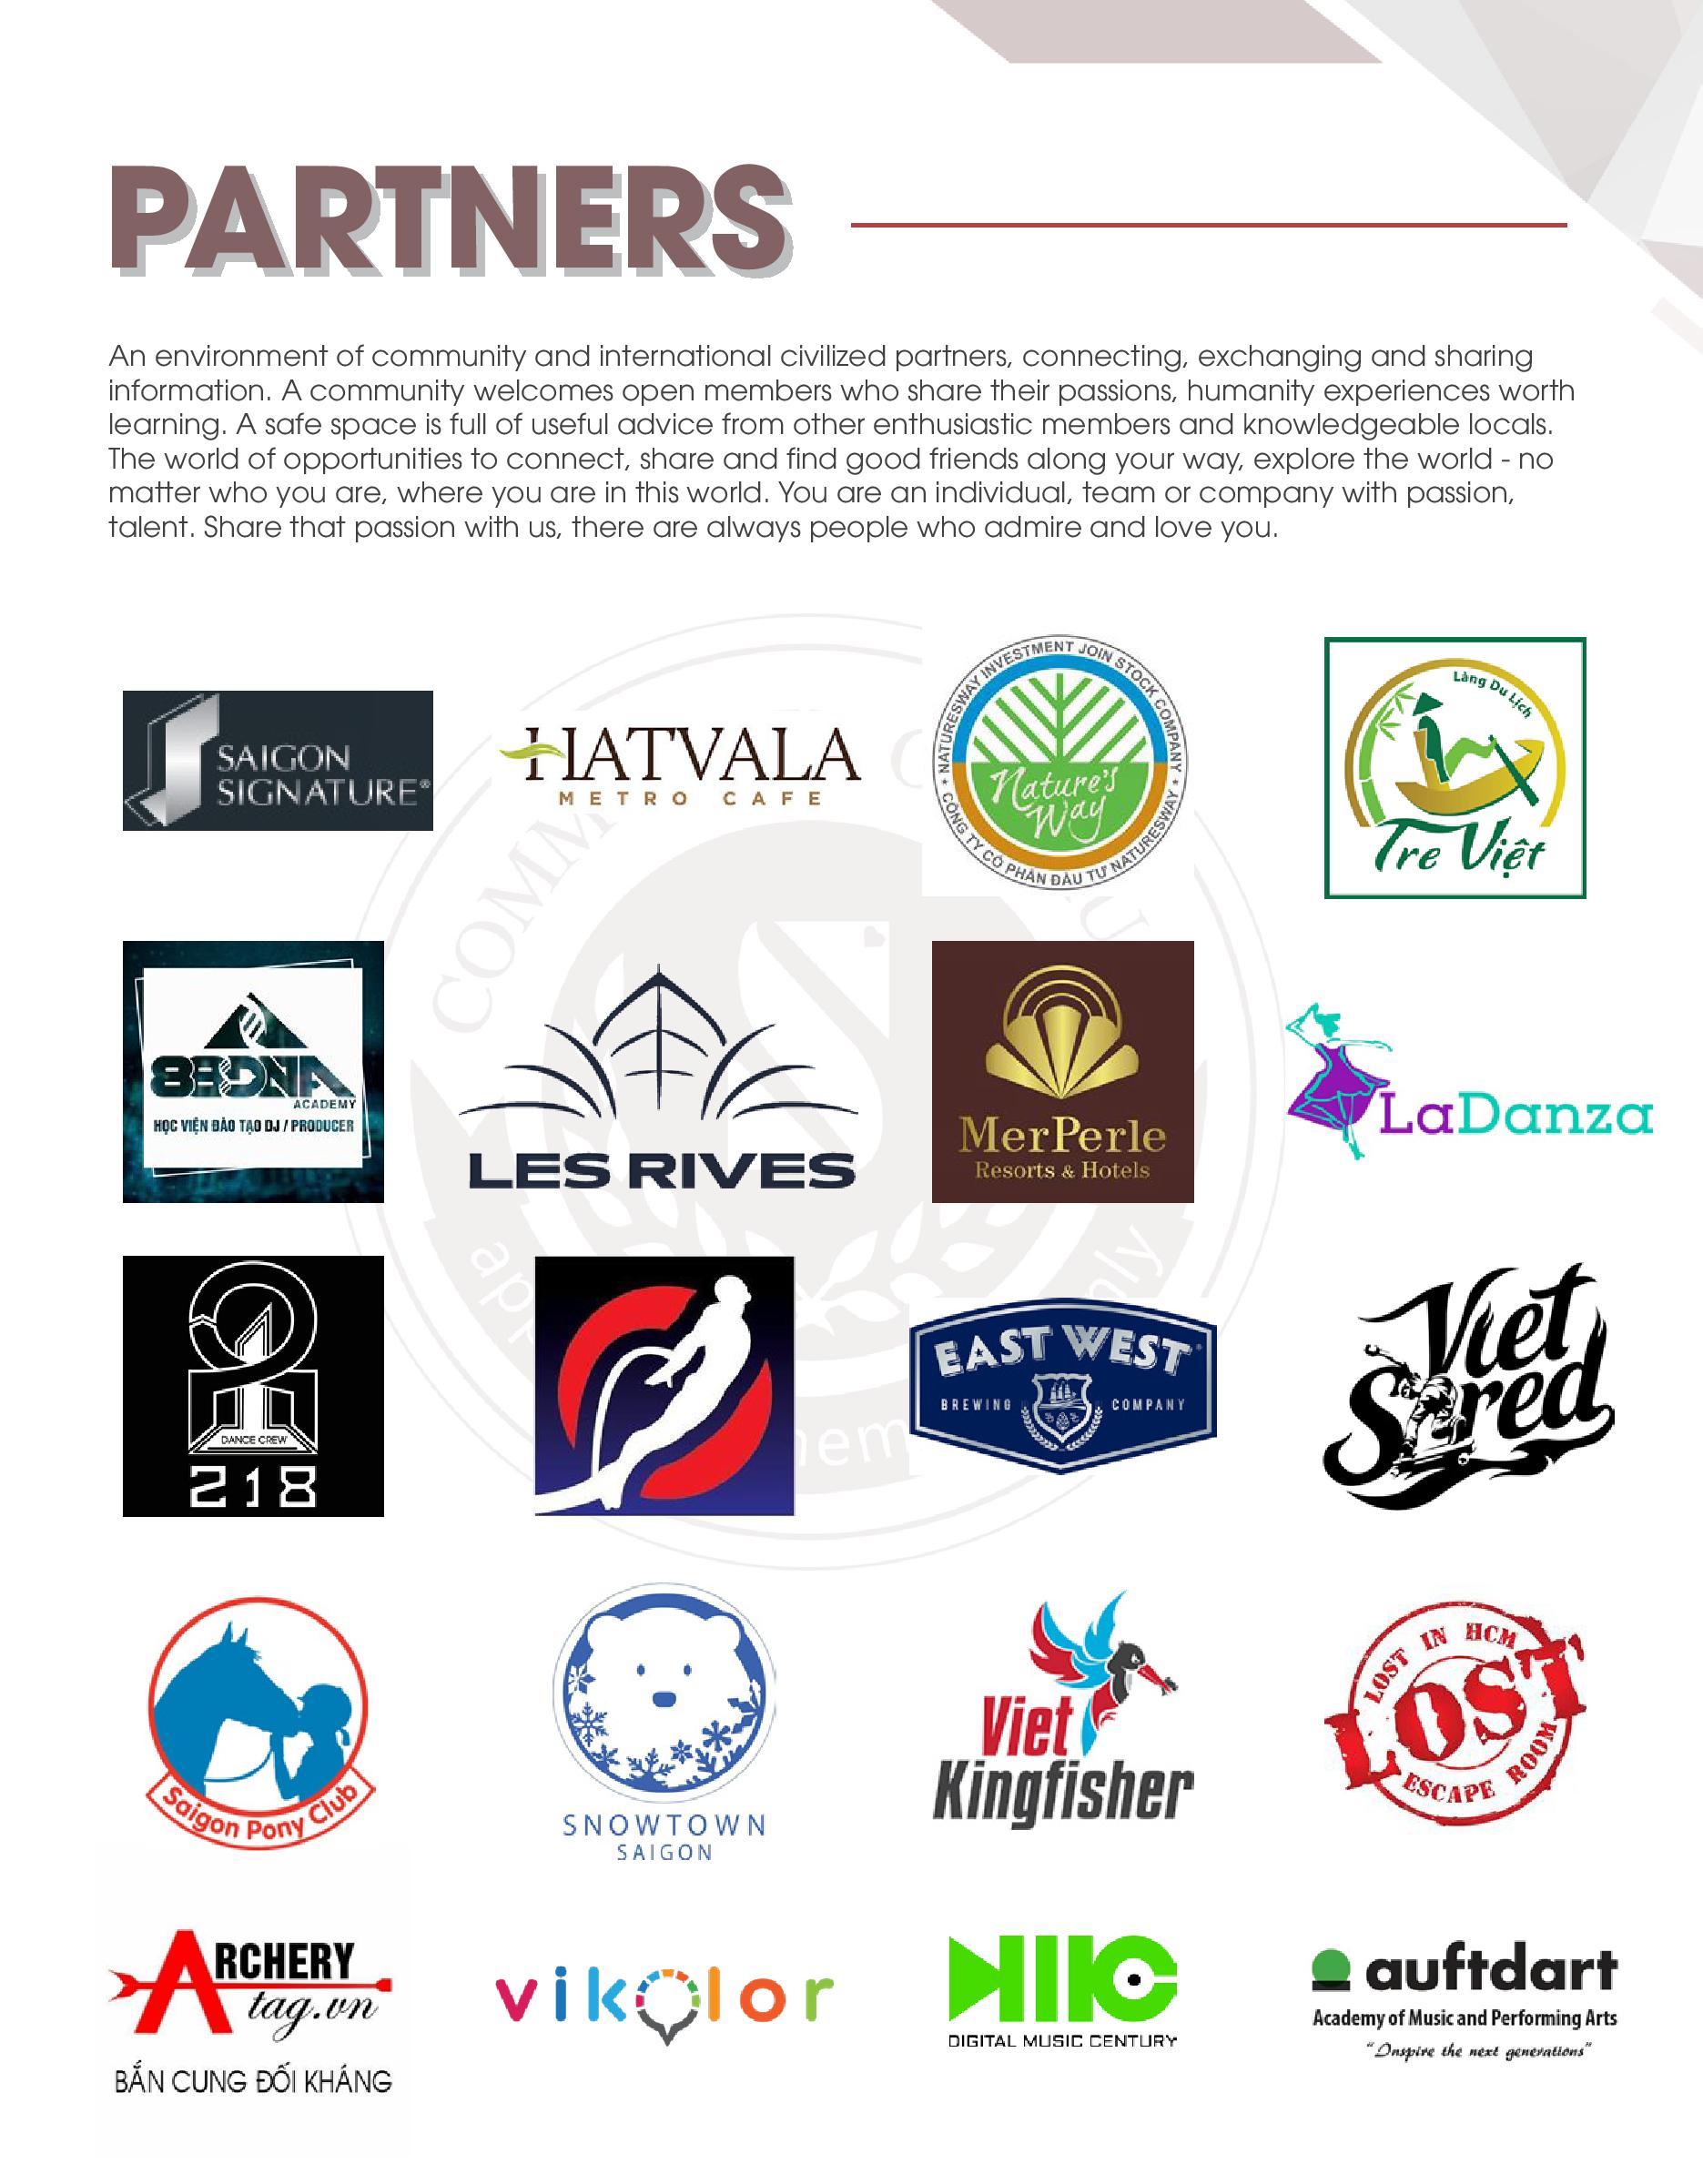 PARTNERS
An environment of community and international civilized partners, connecting, exchanging and sharing
information. A community welcomes open members who share their passions, humanity experiences worth
learning. A safe space is full of useful advice from other enthusiastic members and knowledgeable locals.
The world of opportunities to connect, share and find good friends along your way, explore the world - no
matter who you are, where you are in this world. You are an individual, team or company with passion,
talent. Share that passion with us, there are always people who admire and love you.
SAIGON
SIGNATURE®
HATVALA
METRO CAFE
NATURESWAY INVESTMENT JOIN STOCK COMPANY
Nature's
Way
CÔNG TY CỔ PHẦN ĐẦU TƯ NATURESWAY
Làng Du Lịch
Tre Việt
COMM
88DNA
ACADEMY
HỌC VIỆN ĐÀO TẠO DJ / PRODUCER
LES RIVES
MerPerle
Resorts & Hotels
LaDanza
DANCE CREW
218
EAST WEST
BREWING COMPANY
Viet
Shred
Saigon Pony Club
SNOWTOWN
SAIGON
Viet
Kingfisher
LOST IN HCM
LOST
ESCAPE ROOM
ARCHERY
tag.vn
BẮN CUNG ĐỐI KHÁNG
vikolor
DIGITAL MUSIC CENTURY
auftdart
Academy of Music and Performing Arts
"Inspire the next generations"